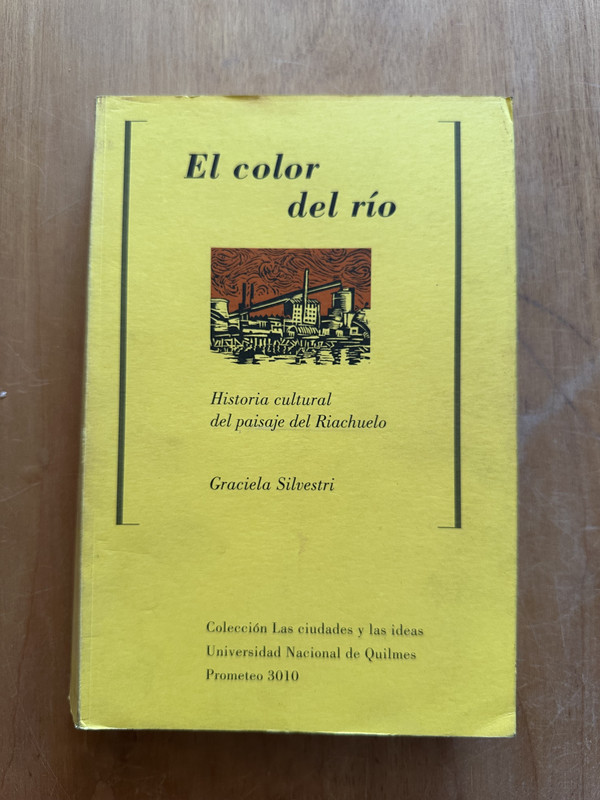 El color
del río
Historia cultural
del paisaje del Riachuelo
Graciela Silvestri
Colección Las ciudades y las ideas
Universidad Nacional de Quilmes
Prometeo 3010